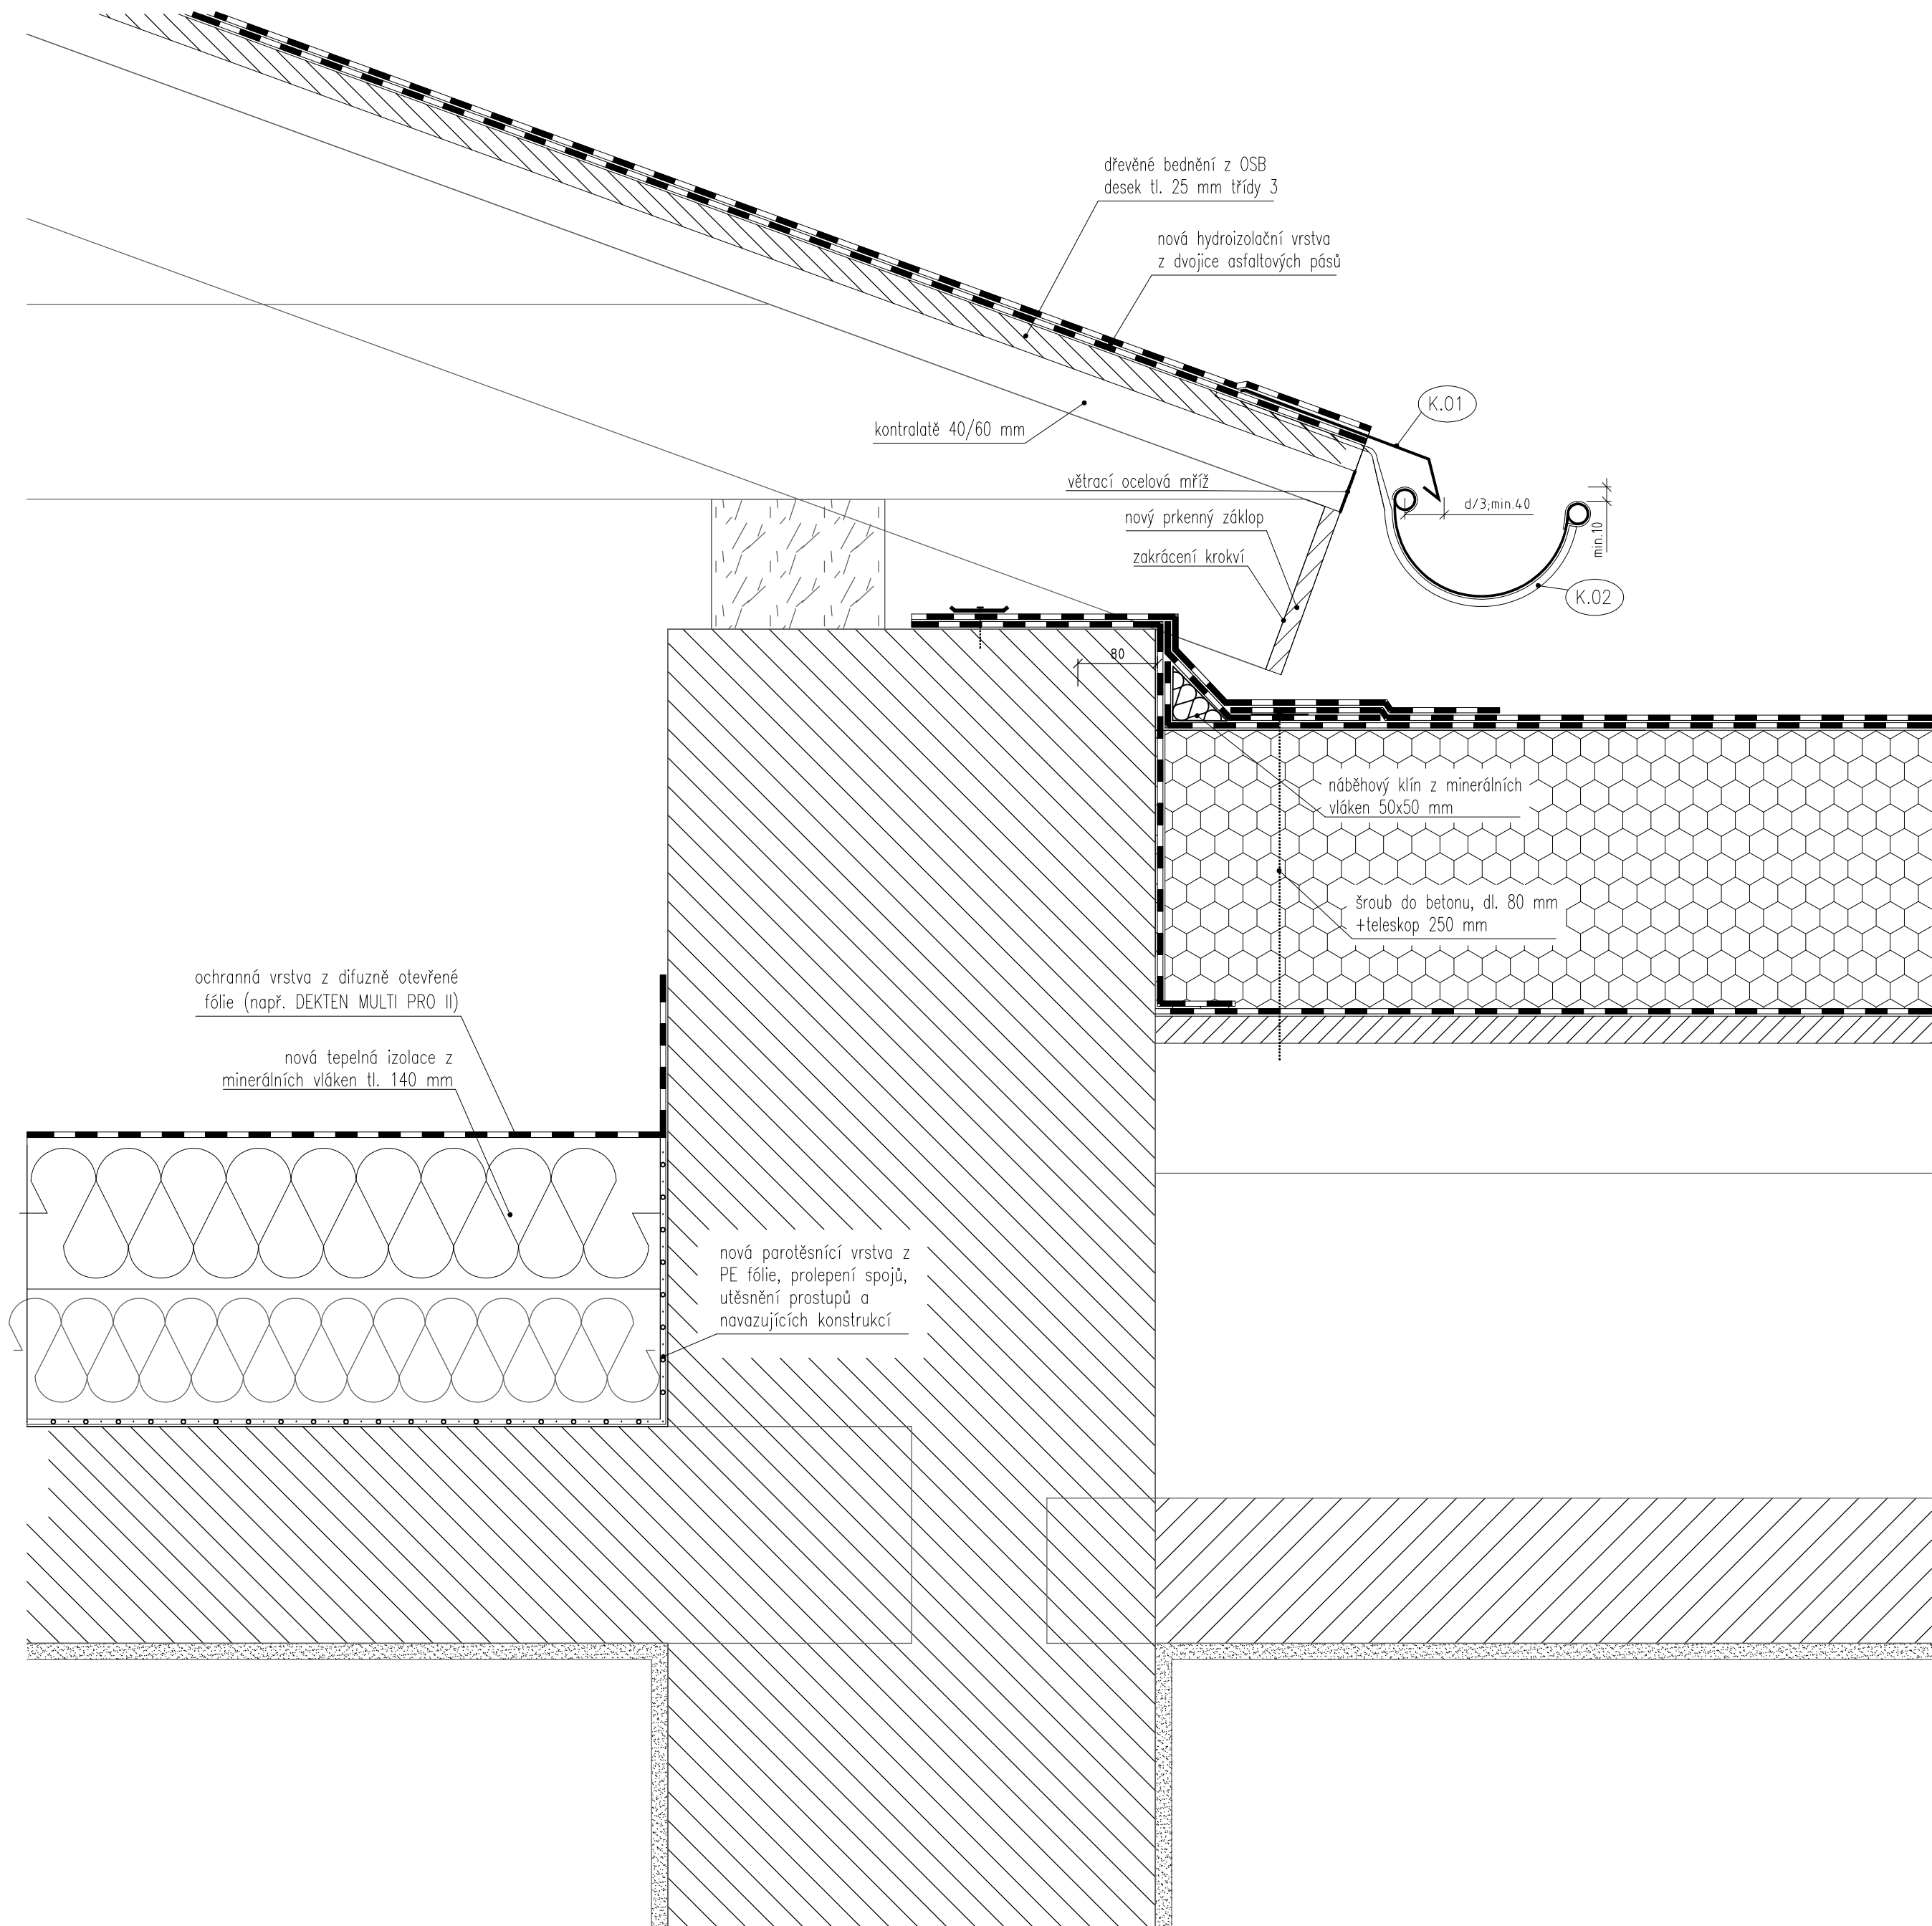 dřevěné bednění z OSB
desek tl. 25 mm třídy 3
nová hydroizolační vrstva
z dvojice asfaltových pásů
K.01
kontralatě 40/60 mm
větrací ocelová mříž
d/3;min.40
nový prkenný záklop
min.10
zakrácení krokví
K.02
80
náběhový klín z minerálních
vláken 50x50 mm
šroub do betonu, dl. 80 mm
+teleskop 250 mm
ochranná vrstva z difuzně otevřené
fólie (např. DEKTEN MULTI PRO II)
nová tepelná izolace z
minerálních vláken tl. 140 mm
nová parotěsnící vrstva z
PE fólie, prolepení spojů,
utěsnění prostupů a
navazujících konstrukcí